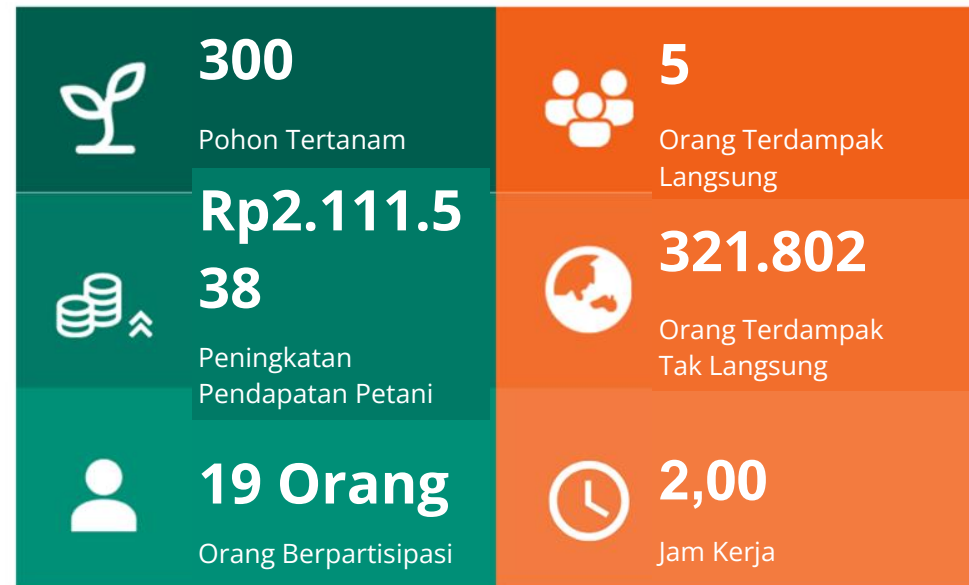 300
Pohon Tertanam
5
Orang Terdampak
Langsung
Rp2.111.5
38
Peningkatan
Pendapatan Petani
321.802
Orang Terdampak
Tak Langsung
19 Orang
Orang Berpartisipasi
2,00
Jam Kerja